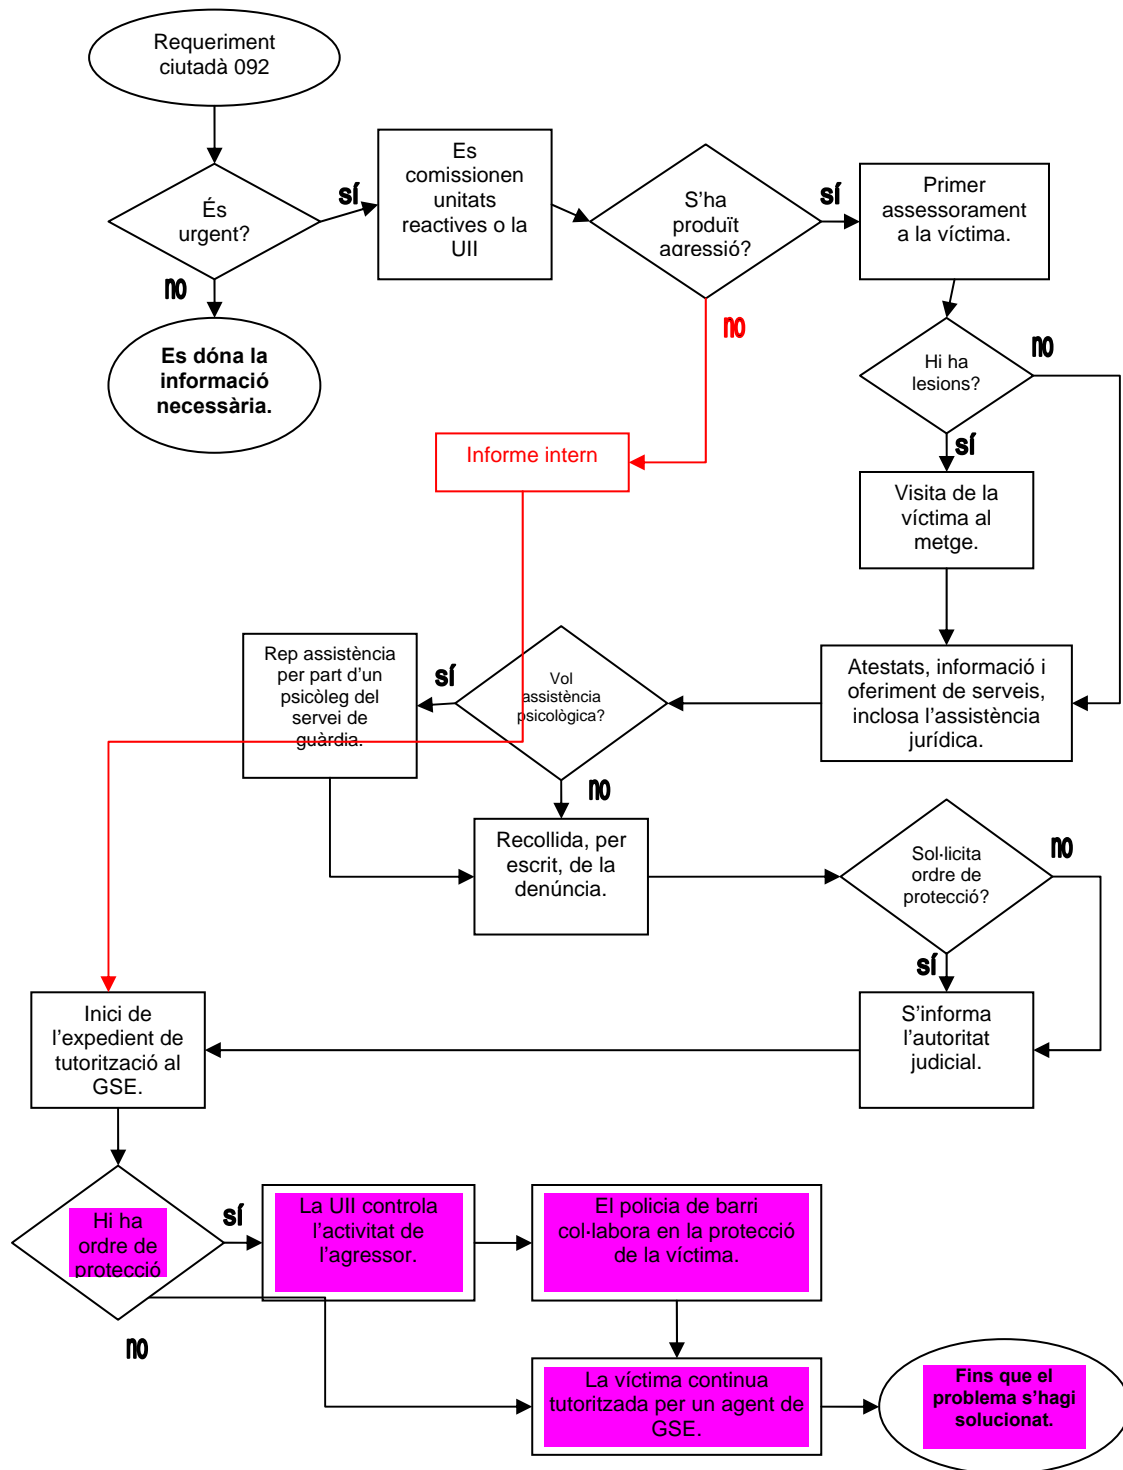 Requeriment
ciutadà 092
És
urgent?
sí
no
Es dóna la
informació
necessària.
Es
comissionen
unitats
reactives o la
UII
S’ha
produït
agressió?
sí
no
Primer
assessorament
a la víctima.
Hi ha
lesions?
no
sí
Informe intern
Visita de la
víctima al
metge.
Atestats, informació i
oferiment de serveis,
inclosa l’assistència
jurídica.
Vol
assistència
psicològica?
sí
no
Rep assistència
per part d’un
psicòleg del
servei de
guàrdia.
Recollida, per
escrit, de la
denúncia.
Sol·licita
ordre de
protecció?
no
sí
S’informa
l’autoritat
judicial.
Inici de
l’expedient de
tutorització al
GSE.
Hi ha
ordre de
protecció
sí
no
La UII controla
l’activitat de
l’agressor.
El policia de barri
col·labora en la protecció
de la víctima.
La víctima continua
tutoritzada per un agent de
GSE.
Fins que el
problema s’hagi
solucionat.